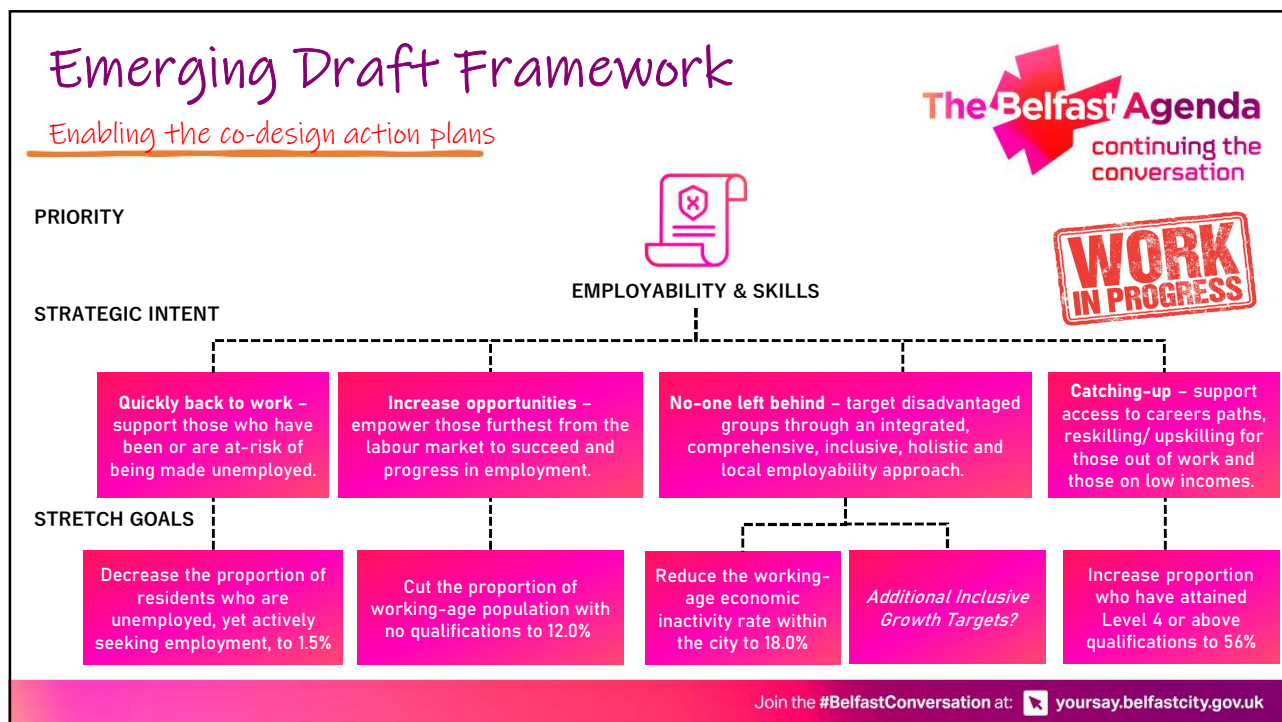 Emerging Draft Framework
Enabling the co-design action plans
The Belfast Agenda
continuing the
conversation
PRIORITY
WORK
IN PROGRESS
EMPLOYABILITY & SKILLS
STRATEGIC INTENT
Quickly back to work –
support those who have
been or are at-risk of
being made unemployed.
Increase opportunities –
empower those furthest from the
labour market to succeed and
progress in employment.
No-one left behind – target disadvantaged
groups through an integrated,
comprehensive, inclusive, holistic and
local employability approach.
Catching-up – support
access to careers paths,
reskilling/ upskilling for
those out of work and
those on low incomes.
STRETCH GOALS
Decrease the proportion of
residents who are
unemployed, yet actively
seeking employment, to 1.5%
Cut the proportion of
working-age population with
no qualifications to 12.0%
Reduce the working-
age economic
inactivity rate within
the city to 18.0%
Additional Inclusive
Growth Targets?
Increase proportion
who have attained
Level 4 or above
qualifications to 56%
Join the #BelfastConversation at: yoursay.belfastcity.gov.uk